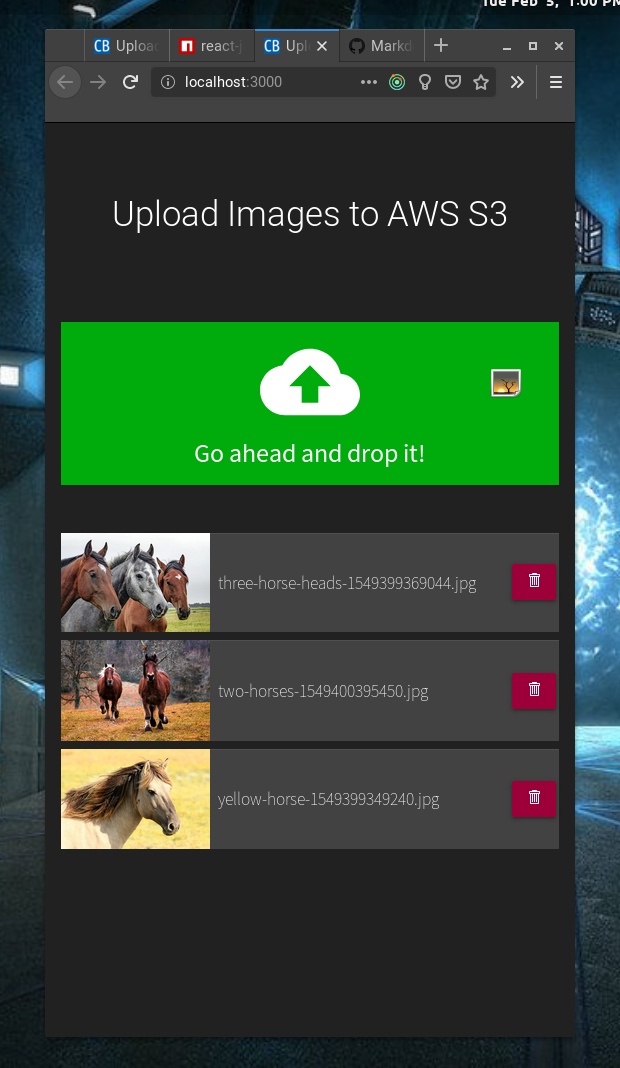 Tue Feb 5, 1:00 PM
CB Upload
n react-j
CB Upl
Markd
localhost:3000
Upload Images to AWS S3
Go ahead and drop it!
three-horse-heads-1549399369044.jpg
two-horses-1549400395450.jpg
yellow-horse-1549399349240.jpg